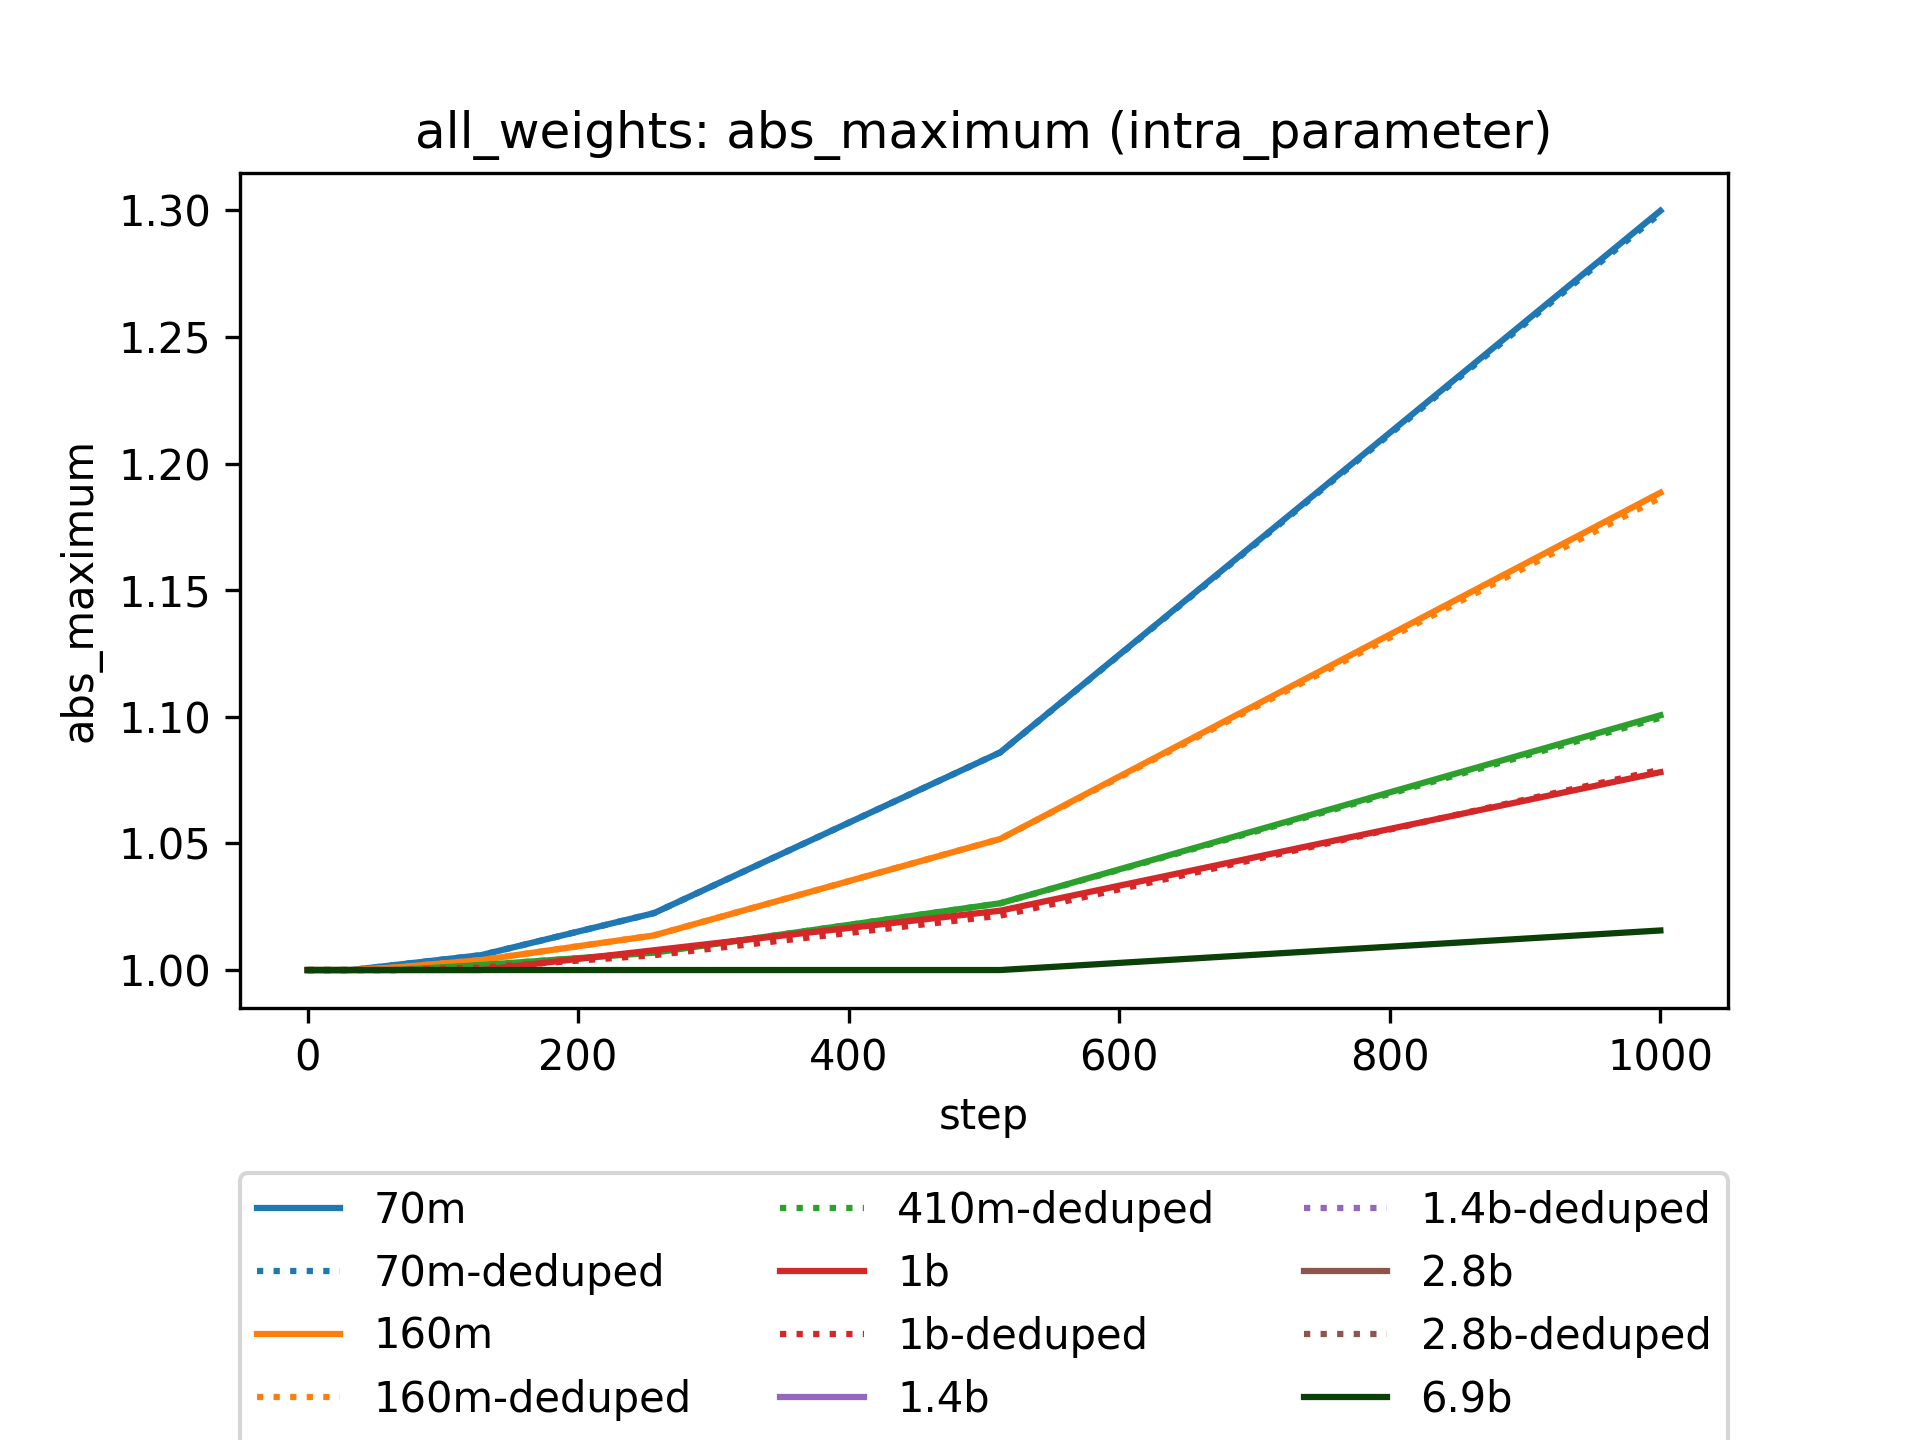 all_weights: abs_maximum (intra_parameter)
1.30
1.25
1.20
1.15
1.10
1.05
1.00
abs_maximum
0 200 400 600 800 1000
step
70m 410m-deduped 1.4b-deduped
70m-deduped 1b 2.8b
160m 1b-deduped 2.8b-deduped
160m-deduped 1.4b 6.9b